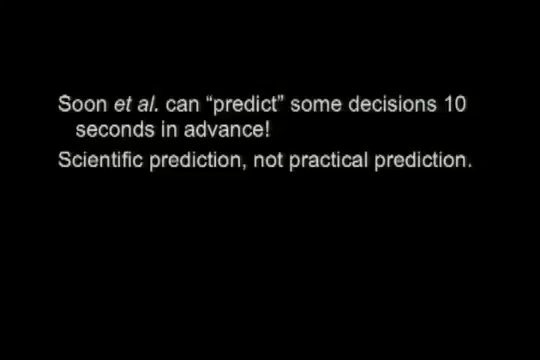 Soon et al. can “predict” some decisions 10
seconds in advance!
Scientific prediction, not practical prediction.